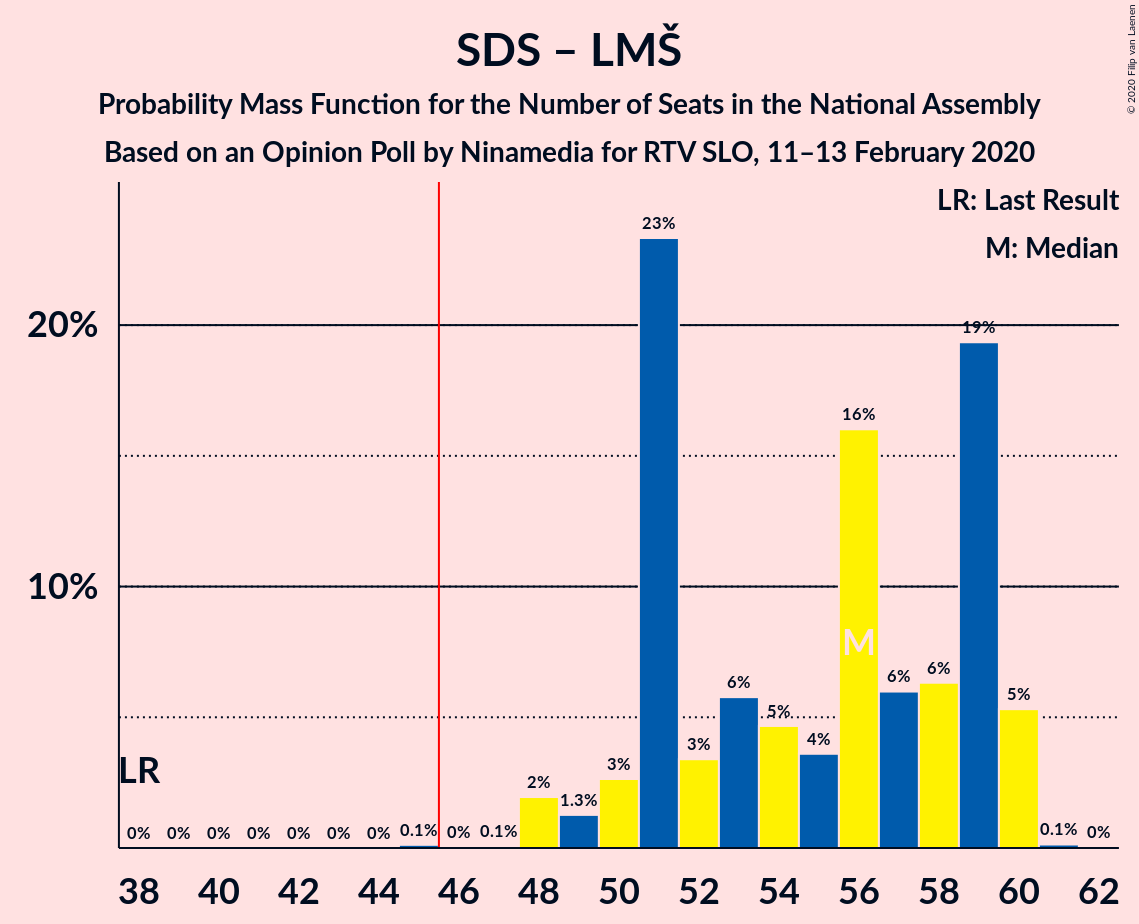 SDS – LMŠ
Probability Mass Function for the Number of Seats in the National Assembly
Based on an Opinion Poll by Ninamedia for RTV SLO, 11–13 February 2020
© 2020 Filip van Laenen
LR: Last Result
M: Median
20%
10%
LR
0% 0% 0% 0% 0% 0% 0% 0.1% 0% 0.1% 2% 1.3% 3% 23% 3% 6% 5% 4% 16% 6% 6% 19% 5% 0.1% 0%
M
38 40 42 44 46 48 50 52 54 56 58 60 62